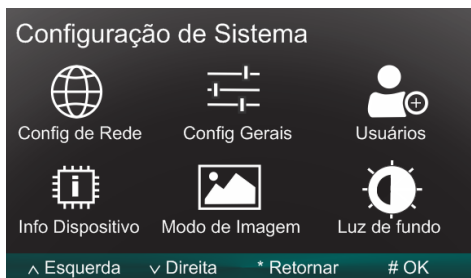 Configuração de Sistema
Config de Rede Config Gerais Usuários
Info Dispositivo Modo de Imagem Luz de fundo
^ Esquerda v Direita * Retornar # OK